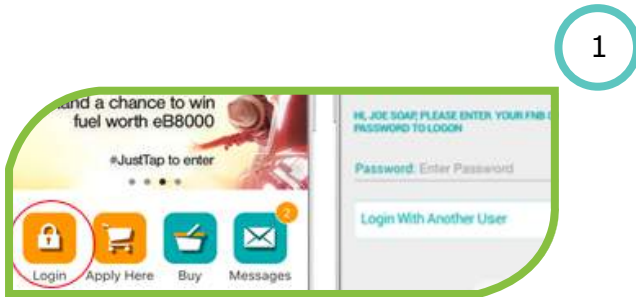 1
and a chance to win
fuel worth eB8000
#JustTap to enter
2
Login
Apply Here
Buy
Messages
HI, JOE SOAP, PLEASE ENTER YOUR FNB
PASSWORD TO LOGON
Password: Enter Password
Login With Another User